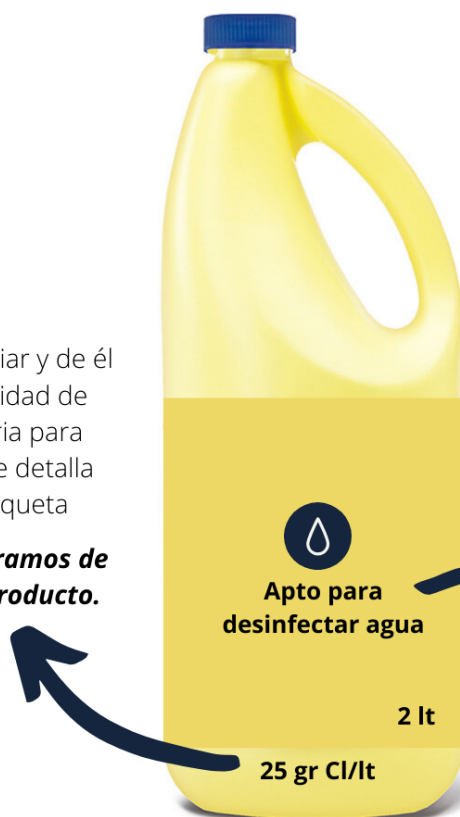 iar y de él
idad de
ria para
e detalla
queta
ramos de
roducto.
Apto para
desinfectar agua
2 lt
25 gr Cl/lt